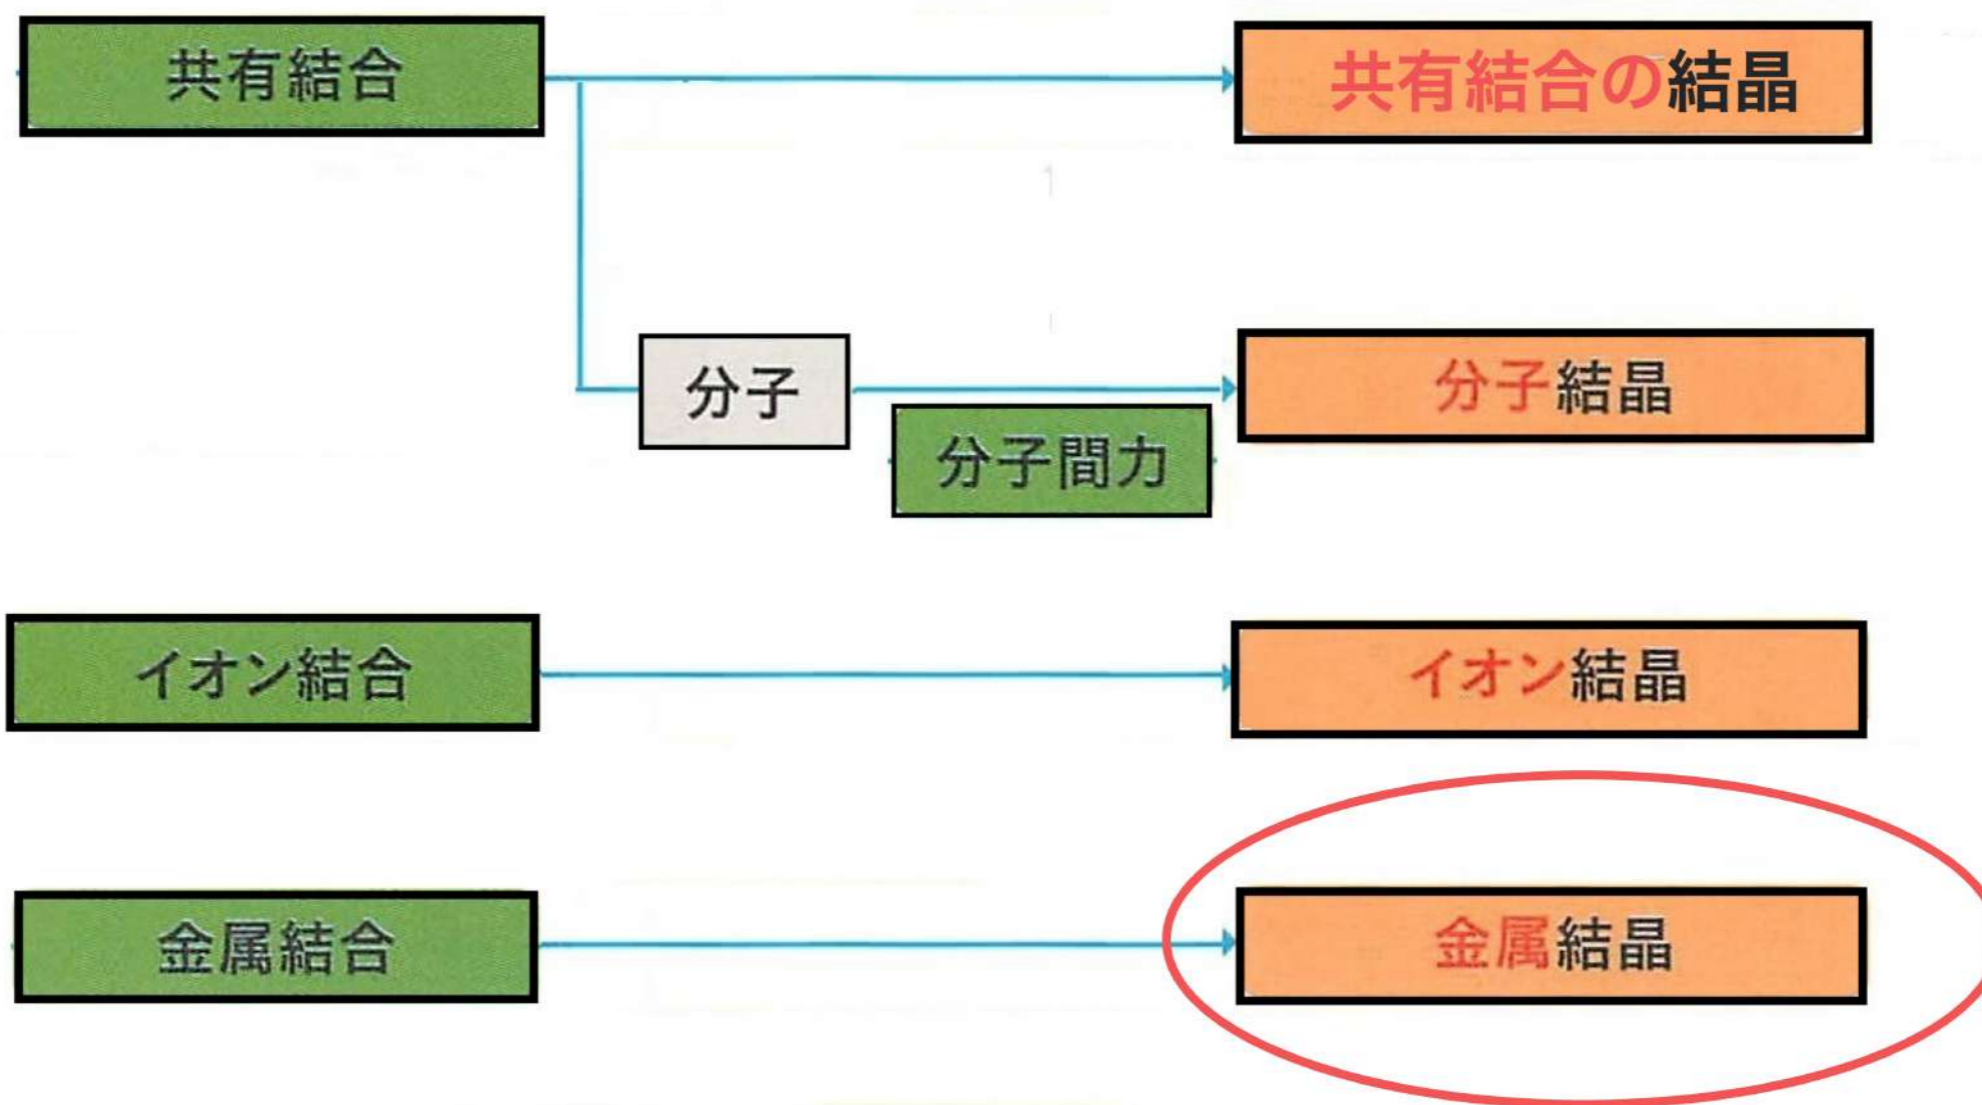 共有結合
共有結合の結晶
分子
分子間力
分子結晶
イオン結合
イオン結晶
金属結合
金属結晶